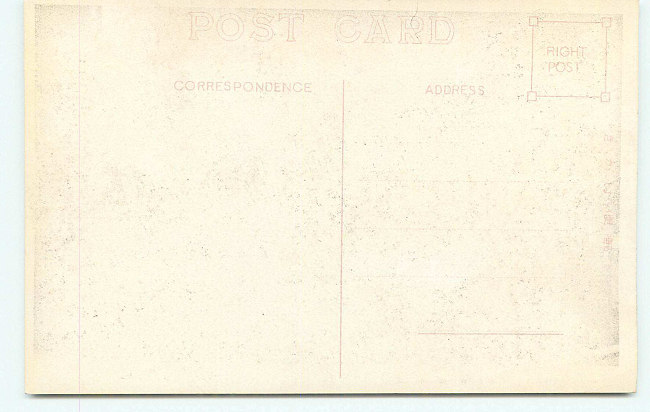 POST CARD
CORRESPONDENCE
ADDRESS
RIGHT
POST